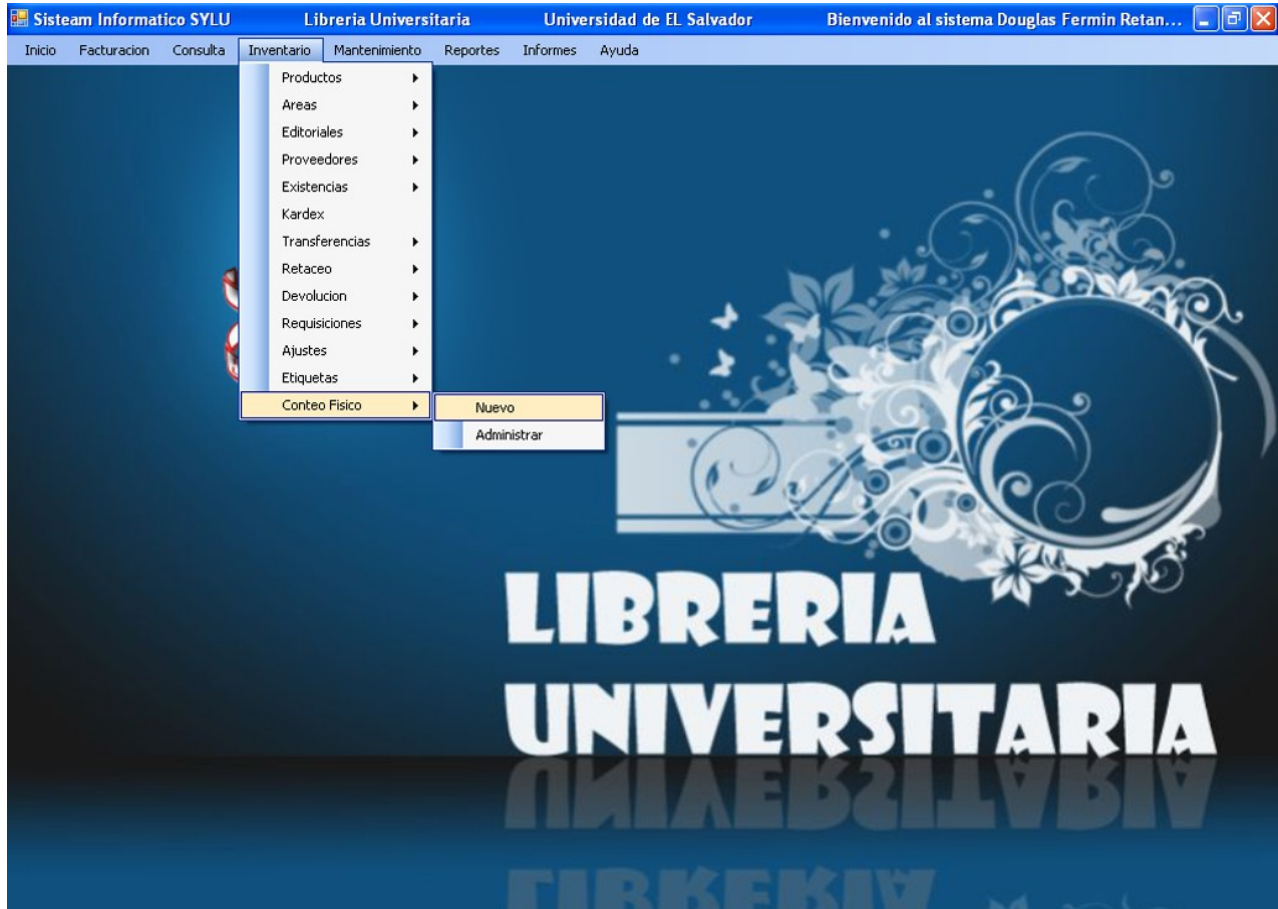 Sisteam Informatico SYLU Libreria Universitaria Universidad de EL Salvador Bienvenido al sistema Douglas Fermin Retan...
Inicio Facturacion Consulta Inventario Mantenimiento Reportes Informes Ayuda
Productos
Areas
Editoriales
Proveedores
Existencias
Kardex
Transferencias
Retaceo
Devolucion
Requisiciones
Ajustes
Etiquetas
Conteo Fisico
Nuevo
Administrar
LIBRERIA
UNIVERSITARIA